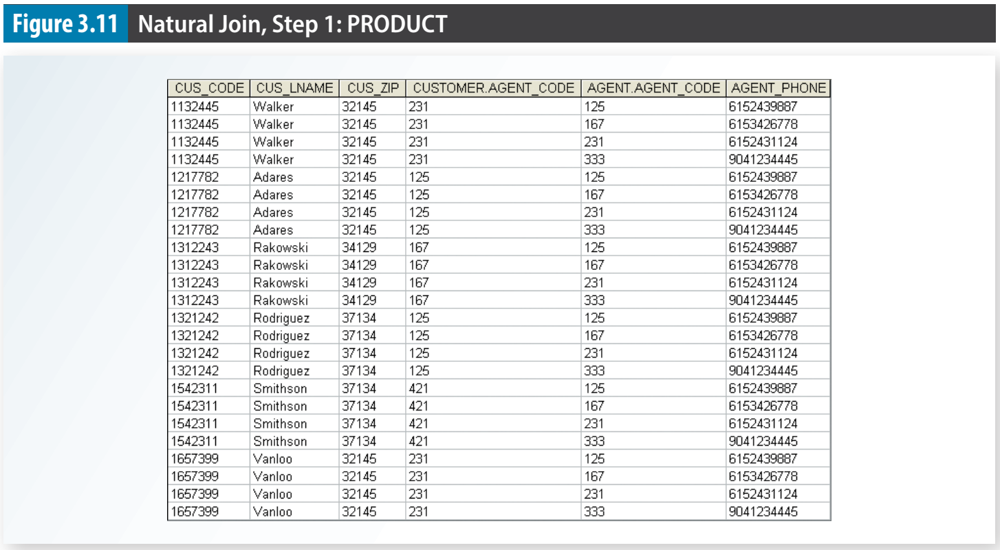 Figure 3.11 Natural Join, Step 1: PRODUCT
CUS_CODE CUS_LNAME CUS_ZIP CUSTOMER.AGENT_CODE AGENT.AGENT_CODE AGENT_PHONE
1132445 Walker 32145 231 125 6152439887
1132445 Walker 32145 231 167 6153426778
1132445 Walker 32145 231 231 6152431124
1132445 Walker 32145 231 333 9041234445
1217782 Adares 32145 125 125 6152439887
1217782 Adares 32145 125 167 6153426778
1217782 Adares 32145 125 231 6152431124
1217782 Adares 32145 125 333 9041234445
1312243 Rakowski 34129 167 125 6152439887
1312243 Rakowski 34129 167 167 6153426778
1312243 Rakowski 34129 167 231 6152431124
1312243 Rakowski 34129 167 333 9041234445
1321242 Rodriguez 37134 125 125 6152439887
1321242 Rodriguez 37134 125 167 6153426778
1321242 Rodriguez 37134 125 231 6152431124
1321242 Rodriguez 37134 125 333 9041234445
1542311 Smithson 37134 421 125 6152439887
1542311 Smithson 37134 421 167 6153426778
1542311 Smithson 37134 421 231 6152431124
1542311 Smithson 37134 421 333 9041234445
1657399 Vanloo 32145 231 125 6152439887
1657399 Vanloo 32145 231 167 6153426778
1657399 Vanloo 32145 231 231 6152431124
1657399 Vanloo 32145 231 333 9041234445